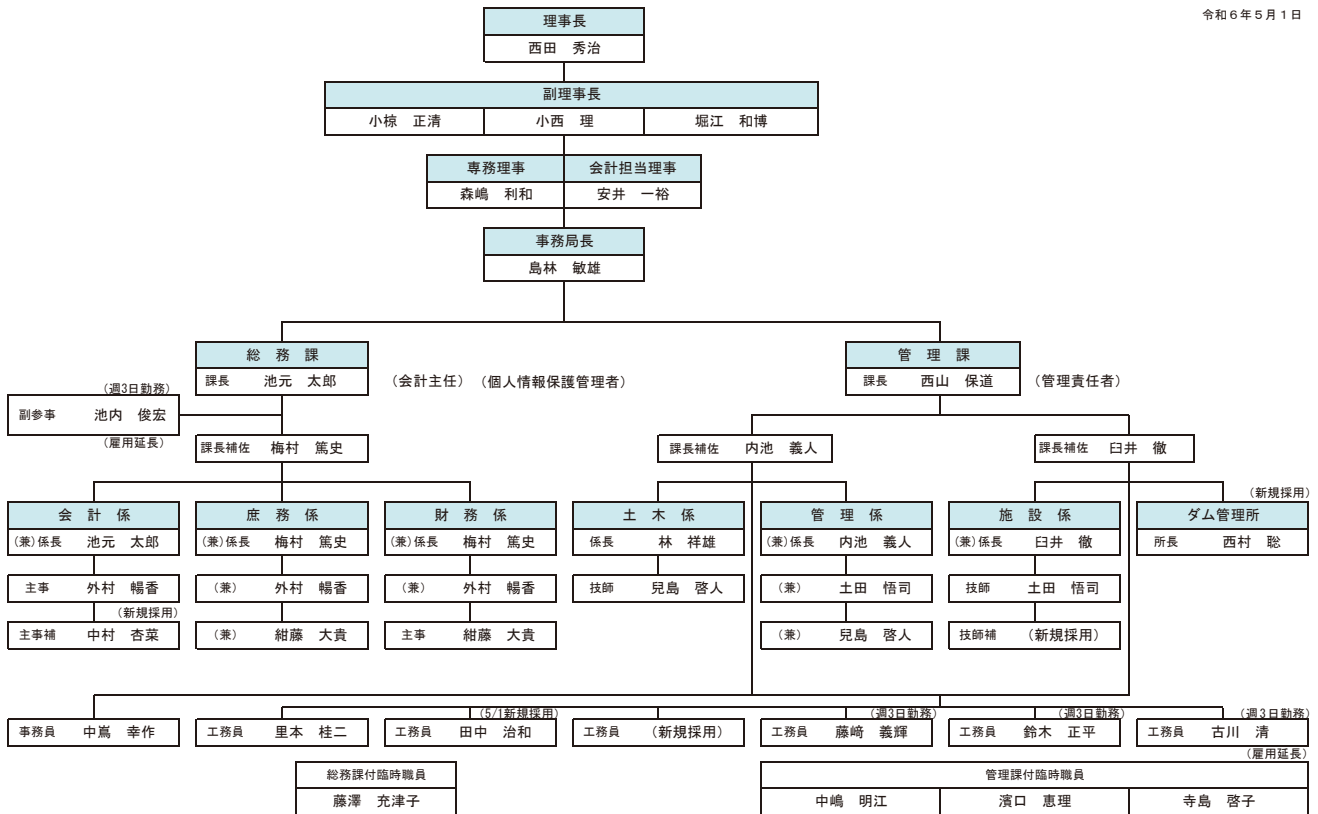 令和６年５月１日
理事長
西田　秀治
副理事長
小椋　正清　小西　理　堀江　和博
専務理事　会計担当理事
森嶋　利和　安井　一裕
事務局長
島林　敏雄
総　務　課
課長　池元　太郎　（会計主任）（個人情報保護管理者）
管　理　課
課長　西山　保道　（管理責任者）
（週3日勤務）
副参事　池内　俊宏
（雇用延長）
課長補佐　梅村　篤史
課長補佐　内池　義人
課長補佐　臼井　徹
会　計　係
(兼)係長　池元　太郎
主事　外村　暢香
（新規採用）
主事補　中村　杏菜
庶　務　係
(兼)係長　梅村　篤史
（兼）　外村　暢香
（兼）　紺藤　大貴
財　務　係
(兼)係長　梅村　篤史
（兼）　外村　暢香
主事　紺藤　大貴
土　木　係
係長　林　祥雄
技師　兒島　啓人
管　理　係
(兼)係長　内池　義人
（兼）　土田　悟司
（兼）　兒島　啓人
施　設　係
(兼)係長　臼井　徹
技師　土田　悟司
技師補　（新規採用）
（新規採用）
ダム管理所
所長　西村　聡
事務員　中嶌　幸作
工務員　里本　桂二
（5/1新規採用）
工務員　田中　治和
工務員　（新規採用）
（週3日勤務）
工務員　藤﨑　義輝
（週3日勤務）
工務員　鈴木　正平
（週3日勤務）
工務員　古川　清
（雇用延長）
総務課付臨時職員
藤澤　充津子
管理課付臨時職員
中嶋　明江　濱口　恵理　寺島　啓子